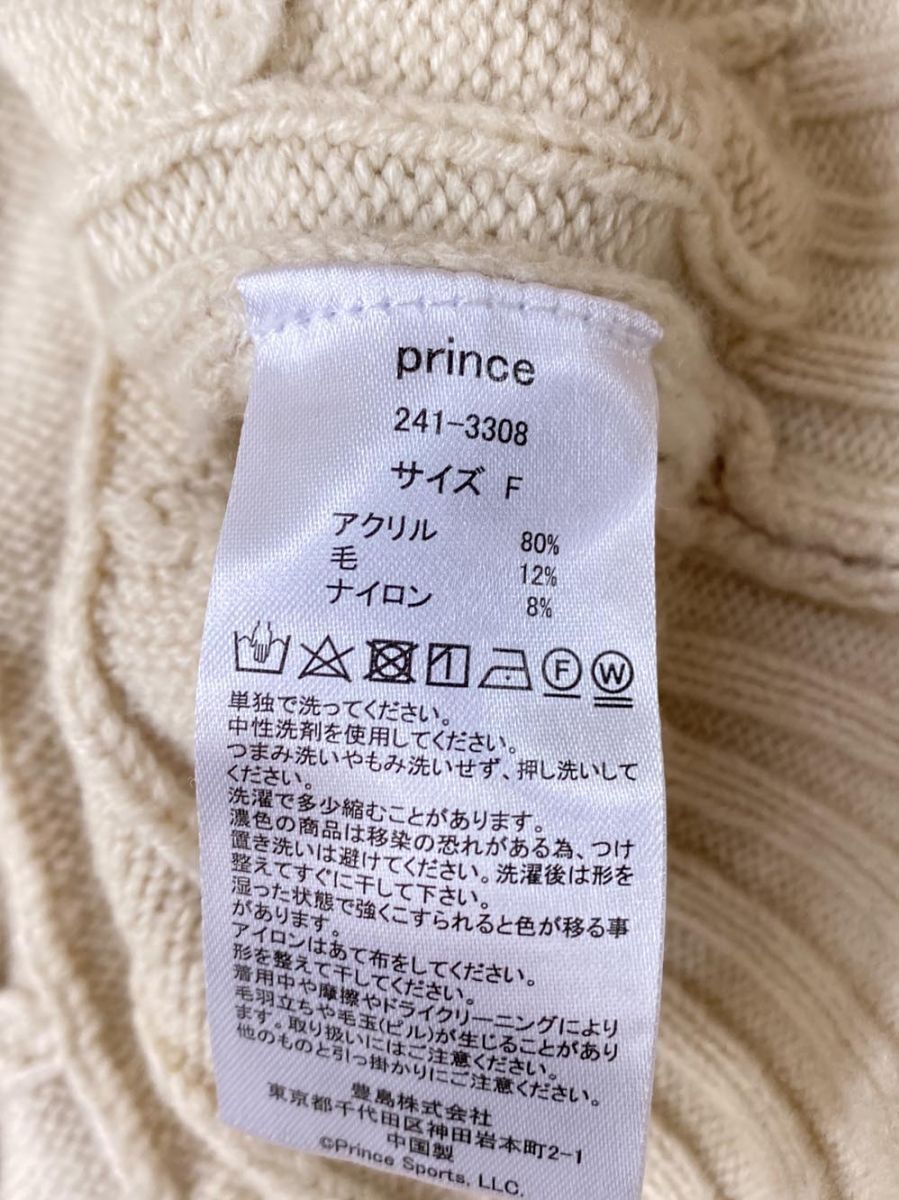 prince
241-3308
サイズ F
アクリル 80%
毛 12%
ナイロン 8%
F W
単独で洗ってください。
中性洗剤を使用してください。
つまみ洗いやもみ洗いせず、押し洗いして
ください。
洗濯で多少縮むことがあります。
濃色の商品は移染の恐れがある為、つけ
置き洗いは避けてください。洗濯後は形を
整えてすぐに干して下さい。
湿った状態で強くこすられると色が移る事
があります。
アイロンはあて布をしてください。
形を整えて干してください。
着用中や摩擦やドライクリーニングにより
毛羽立ちや毛玉(ピル)が生じることがあり
ます。取り扱いにはご注意ください。
他のものと引っ掛かりにご注意ください。
豊島株式会社
東京都千代田区神田岩本町2-1
中国製
©Prince Sports, LLC.